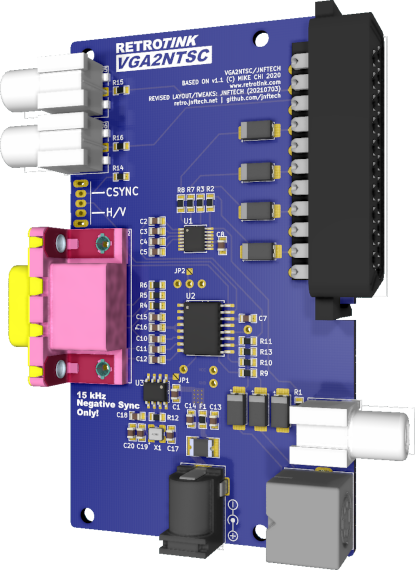 RETROTINK
VGA2NTSC
VGA2NTSC/JNFTECH
BASED ON v1.1 (C) MIKE CHI 2020
www.retrotink.com
REVISED LAYOUT/TWEAKS: JNFTECH (20210703)
retro.jnftech.net | github.com/jnftech
R15
R16
R14
CSYNC
H/V
R8 R7 R3 R2
C2
C3
C4
C5
U1
C8
JP2
R6
R5
R4
C15
C16
C10
C11
C12
U2
C7
R11
R13
R10
R9
U3
JP1
C1
R1
15 kHz
Negative Sync
Only!
C18
R12
C14 F1 C13
C20 C19 X1 C17